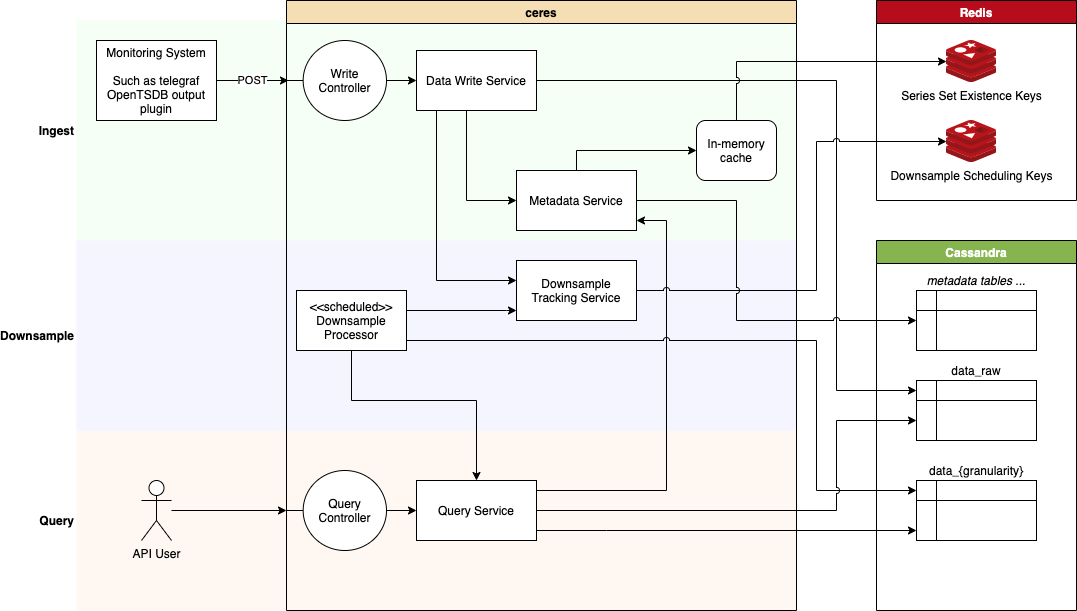 ceres
Redis
Monitoring System
Such as telegraf
OpenTSDB output
plugin
POST
Write
Controller
Data Write Service
Series Set Existence Keys
Ingest
In-memory
cache
Downsample Scheduling Keys
Metadata Service
Cassandra
metadata tables ...
Downsample
Tracking Service
<<scheduled>>
Downsample
Processor
Downsample
data_raw
data_{granularity}
Query
Controller
Query Service
Query
API User